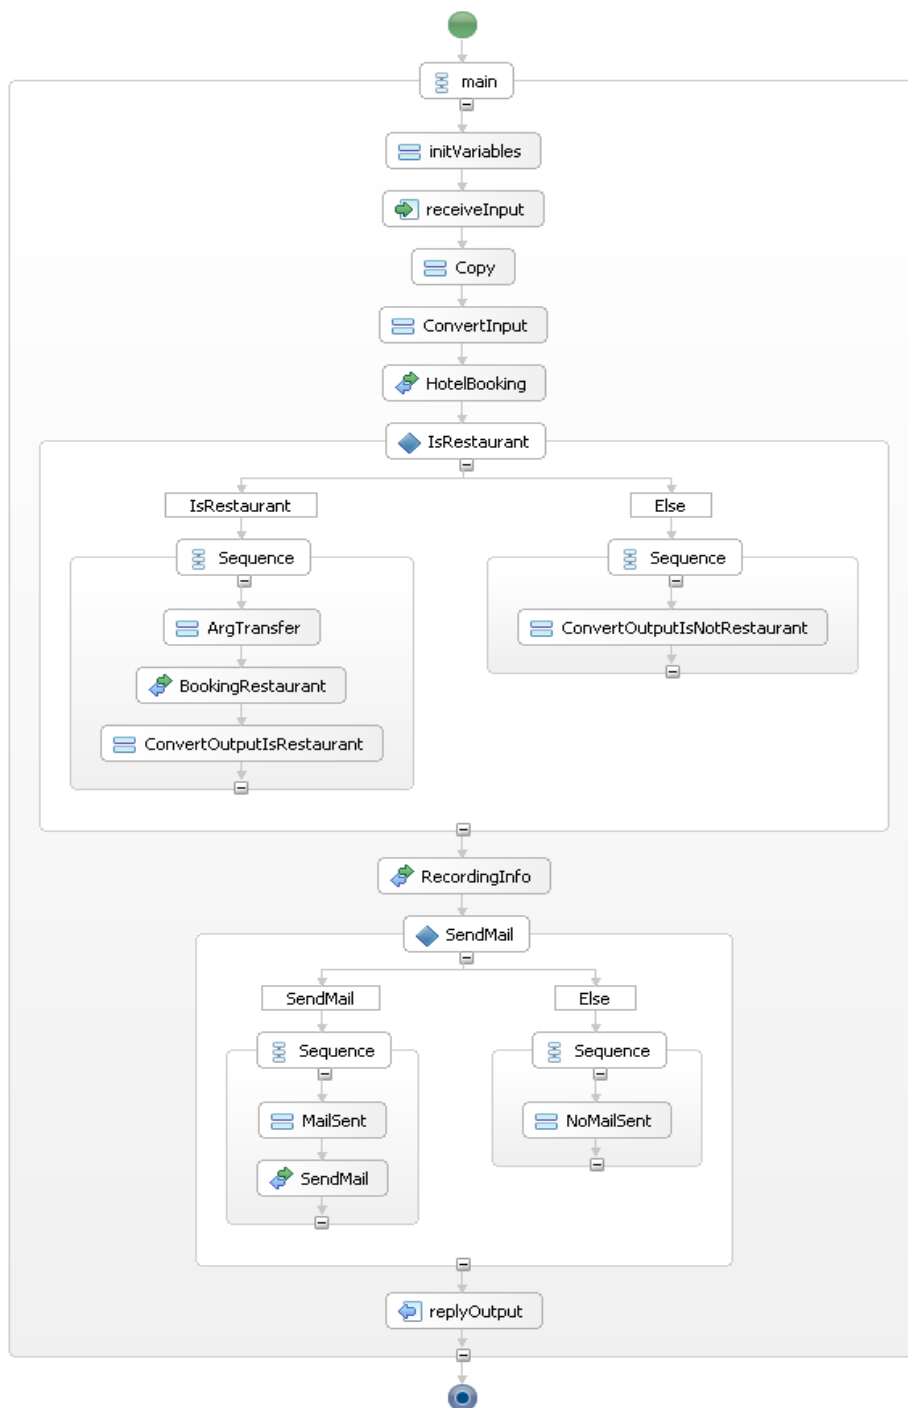 main
initVariables
receiveInput
Copy
ConvertInput
HotelBooking
IsRestaurant
IsRestaurant
Else
Sequence
Sequence
ArgTransfer
ConvertOutputIsNotRestaurant
BookingRestaurant
ConvertOutputIsRestaurant
RecordingInfo
SendMail
SendMail
Else
Sequence
Sequence
MailSent
NoMailSent
SendMail
replyOutput